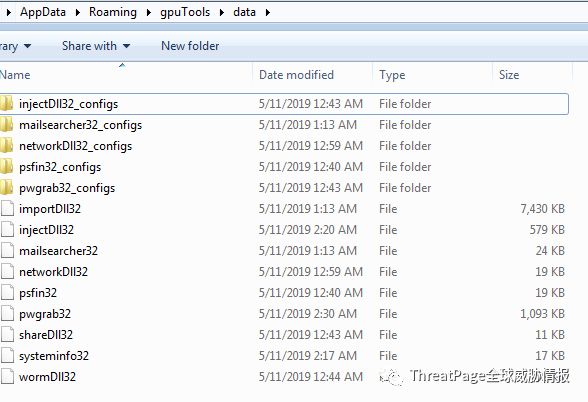 AppData Roaming gpuTools data
rary Share with New folder
Name Date modified Type Size
injectDll32_configs 5/11/2019 12:43 AM File folder
mailsearcher32_configs 5/11/2019 1:13 AM File folder
networkDll32_configs 5/11/2019 12:59 AM File folder
psfin32_configs 5/11/2019 12:40 AM File folder
pwgrab32_configs 5/11/2019 12:43 AM File folder
importDll32 5/11/2019 1:13 AM File 7,430 KB
injectDll32 5/11/2019 2:20 AM File 579 KB
mailsearcher32 5/11/2019 1:13 AM File 24 KB
networkDll32 5/11/2019 12:59 AM File 19 KB
psfin32 5/11/2019 12:40 AM File 19 KB
pwgrab32 5/11/2019 2:30 AM File 1,093 KB
shareDll32 5/11/2019 12:43 AM File 11 KB
systeminfo32 5/11/2019 2:17 AM File 17 KB
wormDll32 5/11/2019 12:44 AM
ThreatPage全球威胁情报